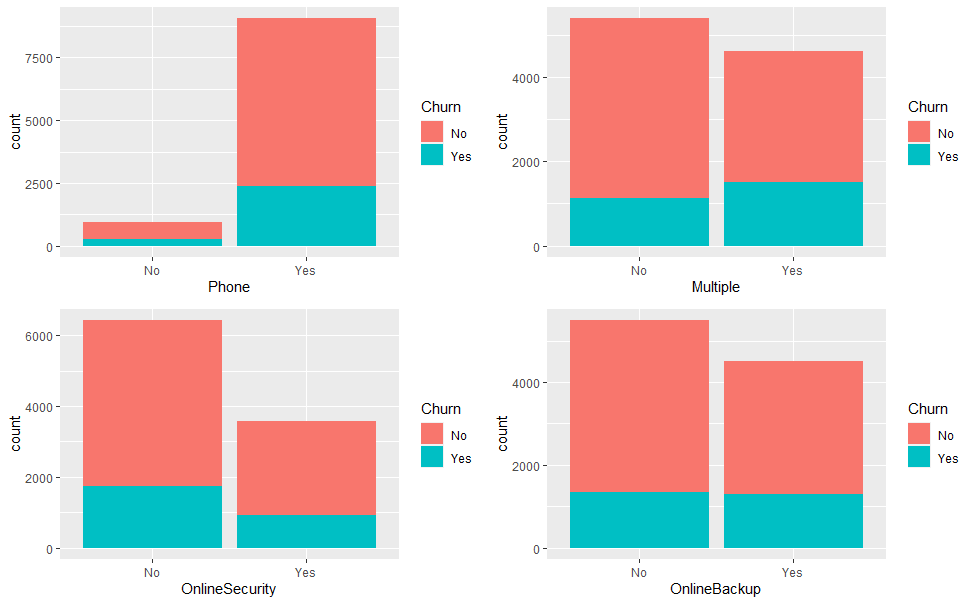 count
7500
5000
2500
0
No
Yes
Phone
Churn
No
Yes
count
4000
2000
0
No
Yes
Multiple
Churn
No
Yes
count
6000
4000
2000
0
No
Yes
OnlineSecurity
Churn
No
Yes
count
4000
2000
0
No
Yes
OnlineBackup
Churn
No
Yes